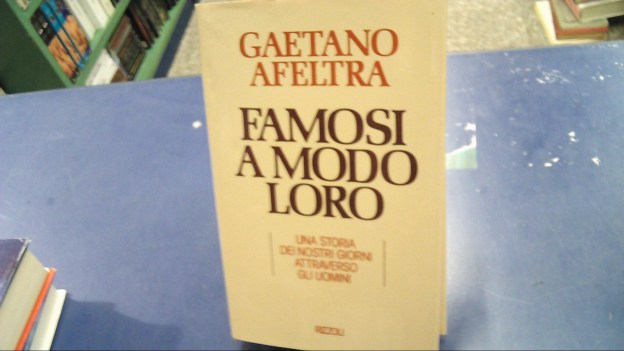 GAETANO
AFELTRA
FAMOSI
A MODO
LORO
UNA STORIA
DEI NOSTRI GIORNI
ATTRAVERSO
GLI UOMINI
RIZZOLI